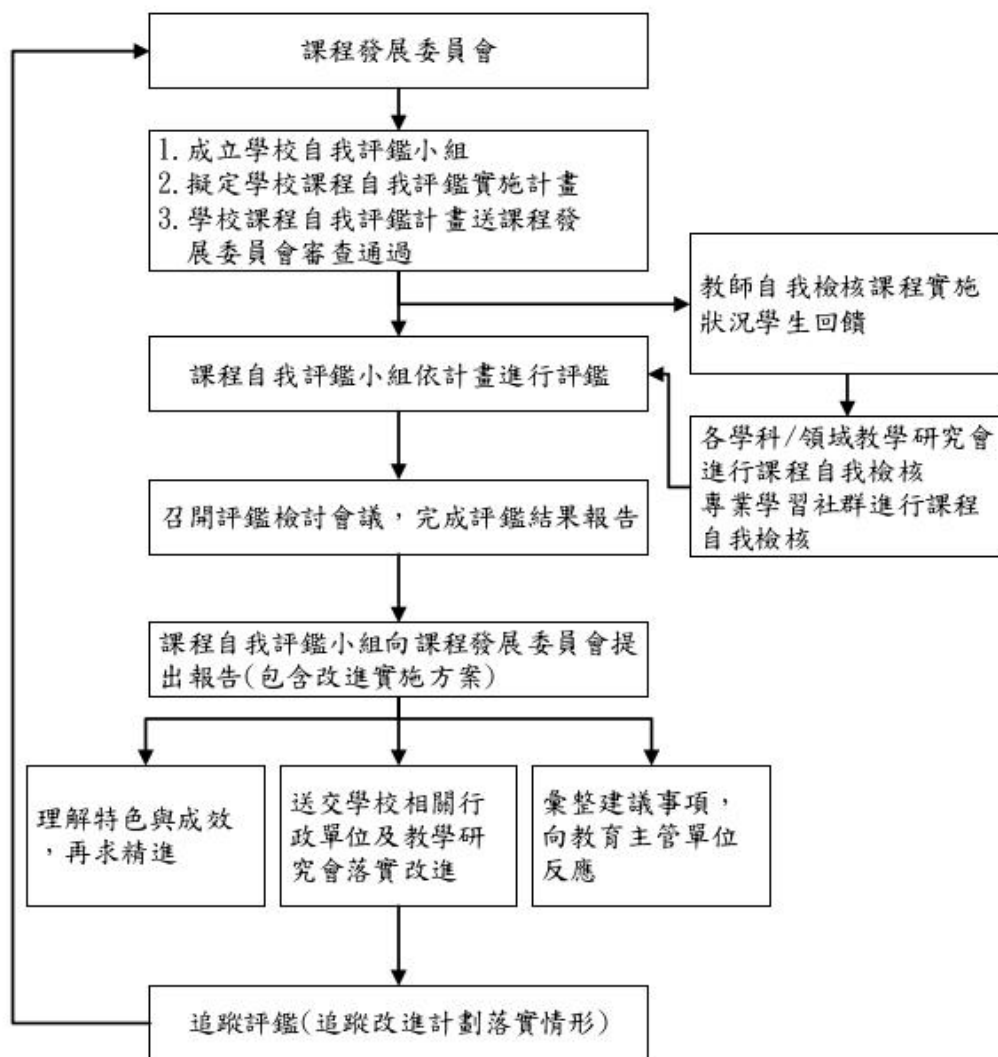 課程發展委員會
1.成立學校自我評鑑小組
2.擬定學校課程自我評鑑實施計畫
3.學校課程自我評鑑計畫送課程發
展委員會審查通過
教師自我檢核課程實施
狀況學生回饋
課程自我評鑑小組依計畫進行評鑑
各學科/領域教學研究會
進行課程自我檢核
專業學習社群進行課程
自我檢核
召開評鑑檢討會議，完成評鑑結果報告
課程自我評鑑小組向課程發展委員會提
出報告(包含改進實施方案)
理解特色與成效
，再求精進
送交學校相關行
政單位及教學研
究會落實改進
彙整建議事項，
向教育主管單位
反應
追蹤評鑑(追蹤改進計劃落實情形)